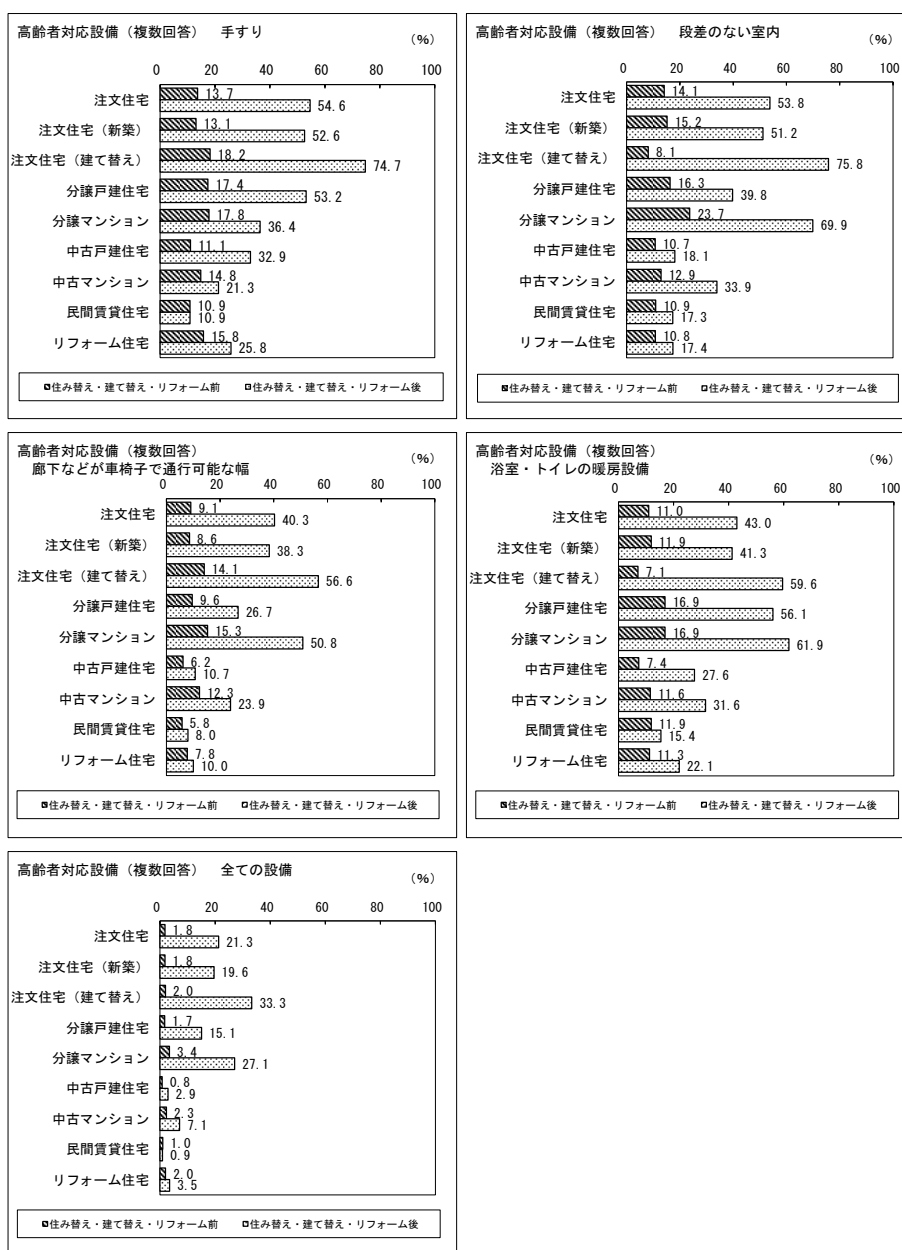 高齢者対応設備（複数回答）　手すり
(%)
0 20 40 60 80 100
注文住宅 13.7 54.6
注文住宅（新築） 13.1 52.6
注文住宅（建て替え） 18.2 74.7
分譲戸建住宅 17.4 53.2
分譲マンション 17.8 36.4
中古戸建住宅 11.1 32.9
中古マンション 14.8 21.3
民間賃貸住宅 10.9 10.9
リフォーム住宅 15.8 25.8
住み替え・建て替え・リフォーム前 住み替え・建て替え・リフォーム後
高齢者対応設備（複数回答）　段差のない室内
(%)
0 20 40 60 80 100
注文住宅 14.1 53.8
注文住宅（新築） 15.2 51.2
注文住宅（建て替え） 8.1 75.8
分譲戸建住宅 16.3 39.8
分譲マンション 23.7 69.9
中古戸建住宅 10.7 18.1
中古マンション 12.9 33.9
民間賃貸住宅 10.9 17.3
リフォーム住宅 10.8 17.4
住み替え・建て替え・リフォーム前 住み替え・建て替え・リフォーム後
高齢者対応設備（複数回答）
廊下などが車椅子で通行可能な幅
(%)
0 20 40 60 80 100
注文住宅 9.1 40.3
注文住宅（新築） 8.6 38.3
注文住宅（建て替え） 14.1 56.6
分譲戸建住宅 9.6 26.7
分譲マンション 15.3 50.8
中古戸建住宅 6.2 10.7
中古マンション 12.3 23.9
民間賃貸住宅 5.8 8.0
リフォーム住宅 7.8 10.0
住み替え・建て替え・リフォーム前 住み替え・建て替え・リフォーム後
高齢者対応設備（複数回答）
浴室・トイレの暖房設備
(%)
0 20 40 60 80 100
注文住宅 11.0 43.0
注文住宅（新築） 11.9 41.3
注文住宅（建て替え） 7.1 59.6
分譲戸建住宅 16.9 56.1
分譲マンション 16.9 61.9
中古戸建住宅 7.4 27.6
中古マンション 11.6 31.6
民間賃貸住宅 11.9 15.4
リフォーム住宅 11.3 22.1
住み替え・建て替え・リフォーム前 住み替え・建て替え・リフォーム後
高齢者対応設備（複数回答）　全ての設備
(%)
0 20 40 60 80 100
注文住宅 1.8 21.3
注文住宅（新築） 1.8 19.6
注文住宅（建て替え） 2.0 33.3
分譲戸建住宅 1.7 15.1
分譲マンション 3.4 27.1
中古戸建住宅 0.8 2.9
中古マンション 2.3 7.1
民間賃貸住宅 1.0 0.9
リフォーム住宅 2.0 3.5
住み替え・建て替え・リフォーム前 住み替え・建て替え・リフォーム後